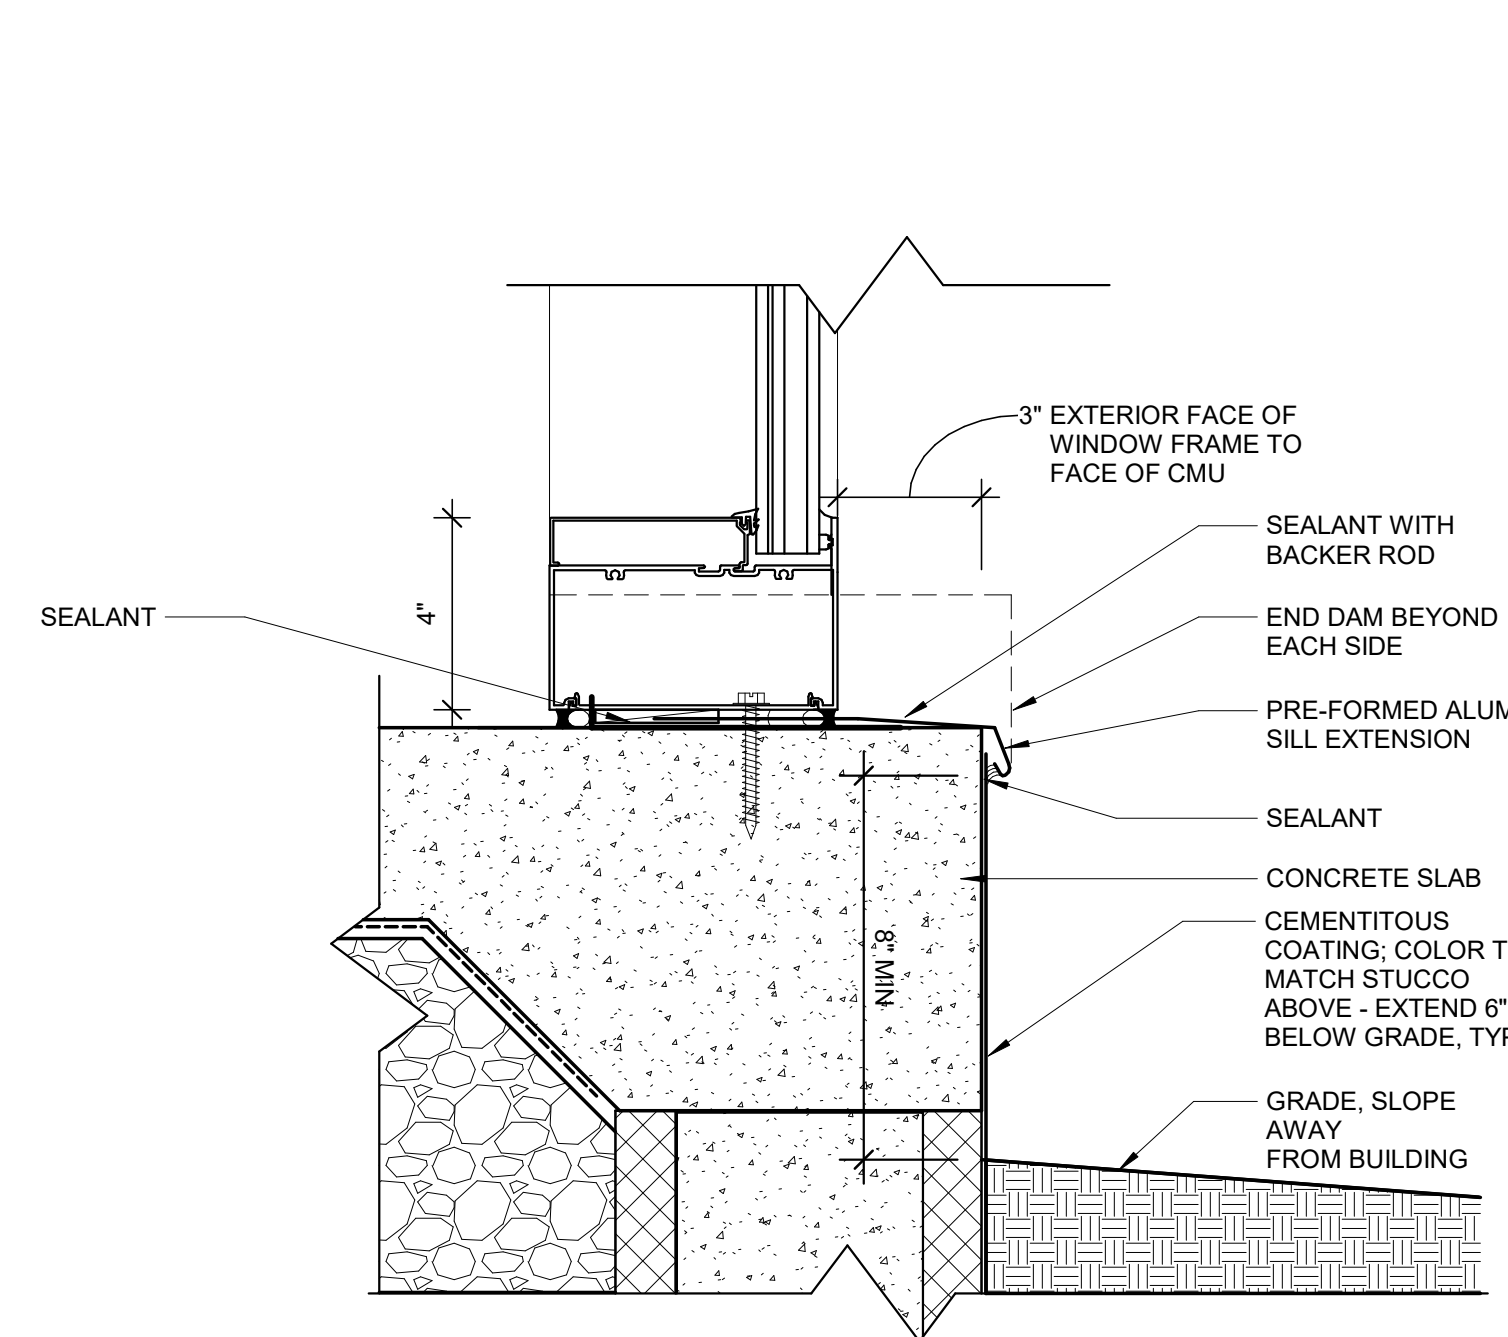 3" EXTERIOR FACE OF
WINDOW FRAME TO
FACE OF CMU
SEALANT WITH
BACKER ROD
4"
SEALANT
END DAM BEYOND
EACH SIDE
PRE-FORMED ALUM
SILL EXTENSION
SEALANT
CONCRETE SLAB
8" MIN
CEMENTITOUS
COATING; COLOR T
MATCH STUCCO
ABOVE - EXTEND 6"
BELOW GRADE, TYP
GRADE, SLOPE
AWAY
FROM BUILDING